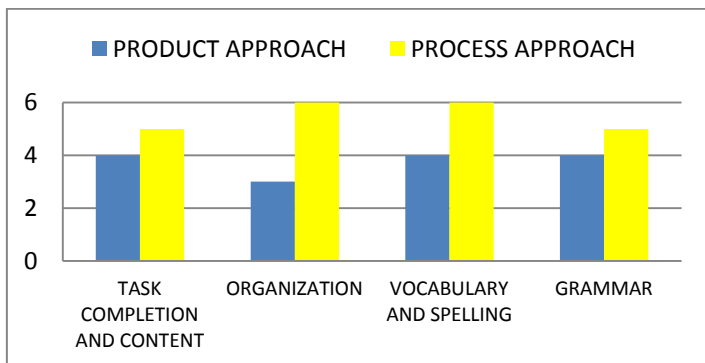 PRODUCT APPROACH PROCESS APPROACH
6
4
2
0
TASK
COMPLETION
AND CONTENT
ORGANIZATION
VOCABULARY
AND SPELLING
GRAMMAR